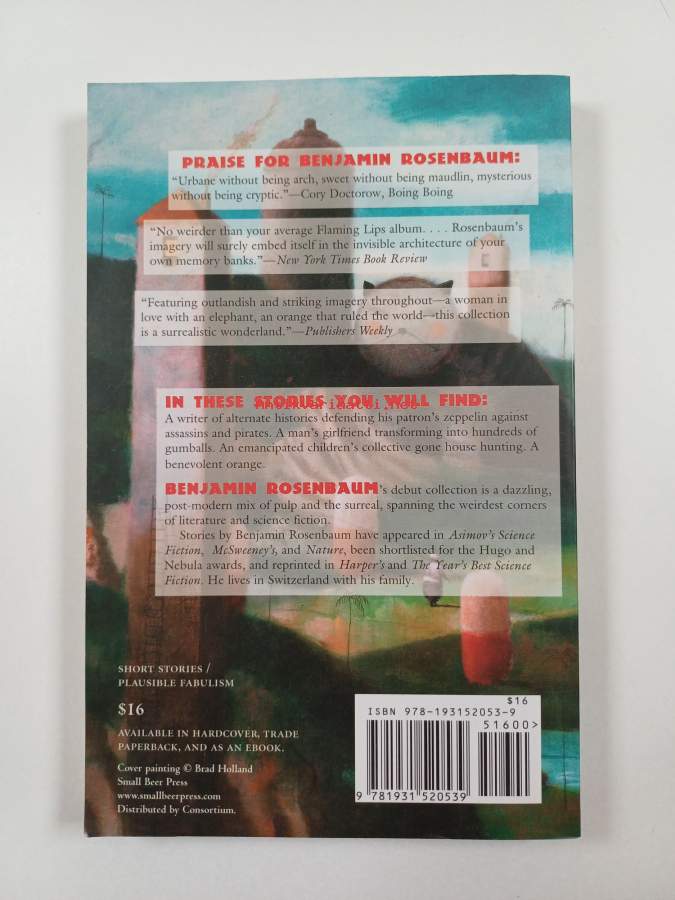 PRAISE FOR BENJAMIN ROSENBAUM:
“Urbane without being arch, sweet without being maudlin, mysterious
without being cryptic.”—Cory Doctorow, Boing Boing
“No weirder than your average Flaming Lips album. . . . Rosenbaum’s
imagery will surely embed itself in the invisible architecture of your
own memory banks.”—New York Times Book Review
“Featuring outlandish and striking imagery throughout—a woman in
love with an elephant, an orange that ruled the world—this collection
is a surrealistic wonderland.”—Publishers Weekly
IN THESE STORIES YOU WILL FIND:
A writer of alternate histories defending his patron’s zeppelin against
assassins and pirates. A man’s girlfriend transforming into hundreds of
gumballs. An emancipated children’s collective gone house hunting. A
benevolent orange.
BENJAMIN ROSENBAUM’s debut collection is a dazzling,
post-modern mix of pulp and the surreal, spanning the weirdest corners
of literature and science fiction.
Stories by Benjamin Rosenbaum have appeared in Asimov’s Science
Fiction, McSweeney’s, and Nature, been shortlisted for the Hugo and
Nebula awards, and reprinted in Harper’s and The Year’s Best Science
Fiction. He lives in Switzerland with his family.
SHORT STORIES /
PLAUSIBLE FABULISM
$16
AVAILABLE IN HARDCOVER, TRADE
PAPERBACK, AND AS AN EBOOK.
Cover painting © Brad Holland
Small Beer Press
www.smallbeerpress.com
Distributed by Consortium.
$16
ISBN 978-193152053-9
51600>
9 781931 520539